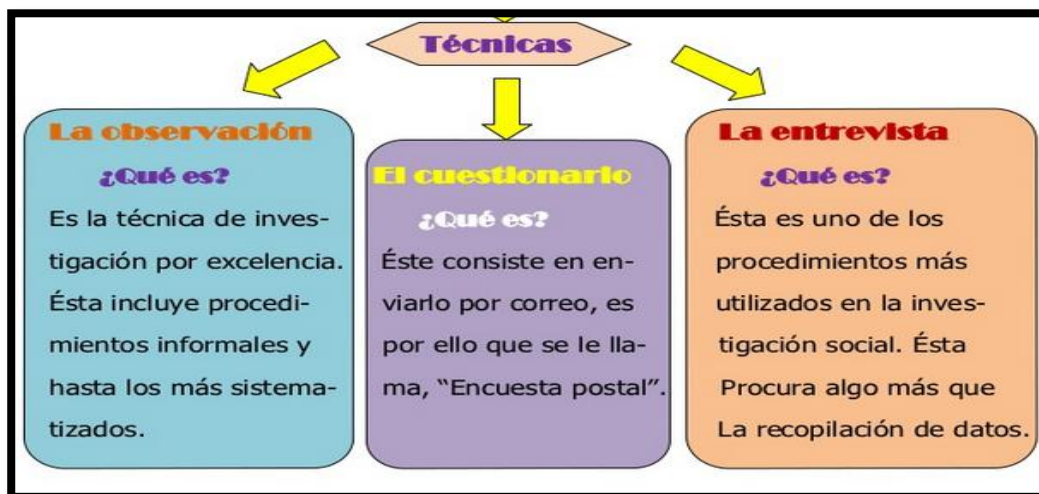 Técnicas
La observación
¿Qué es?
Es la técnica de inves-
tigación por excelencia.
Ésta incluye procedi-
mientos informales y
hasta los más sistema-
tizados.
El cuestionario
¿Qué es?
Éste consiste en en-
viarlo por correo, es
por ello que se le lla-
ma, “Encuesta postal”.
La entrevista
¿Qué es?
Ésta es uno de los
procedimientos más
utilizados en la inves-
tigación social. Ésta
Procura algo más que
La recopilación de datos.